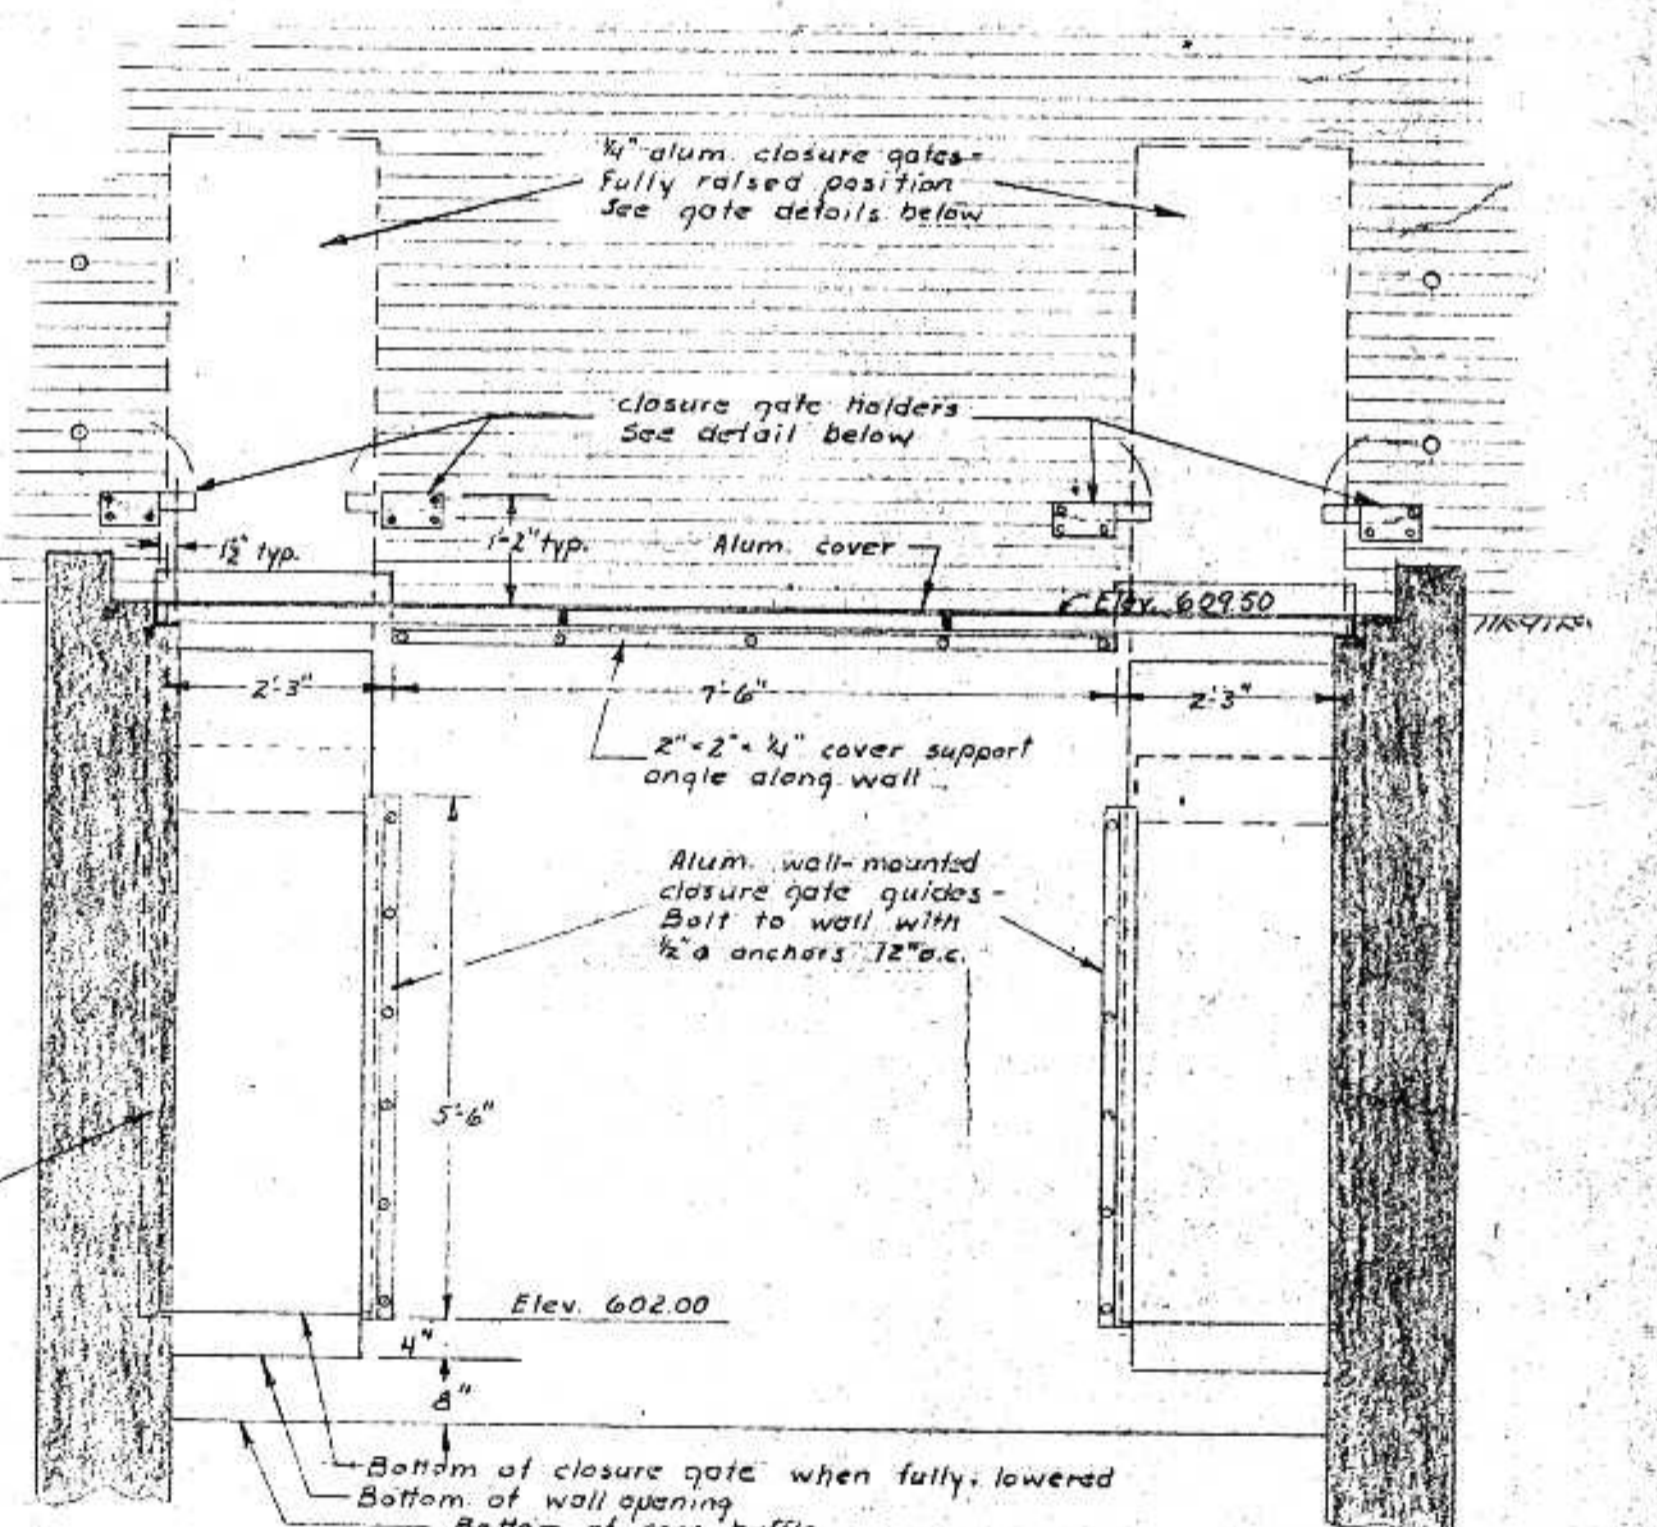 ¼" alum. closure gates -
Fully raised position
See gate details below
closure gate holders
See detail below
1½" typ.
1'-2" typ.
Alum. cover
Elev. 609.50
2'-3"
7'-6"
2'-3"
2" × 2" × ¼" cover support
angle along wall
Alum. wall-mounted
closure gate guides -
Bolt to wall with
½"ø anchors 12" o.c.
5'-6"
Elev. 602.00
4"
8"
Bottom of closure gate when fully lowered
Bottom of wall opening
Bottom of